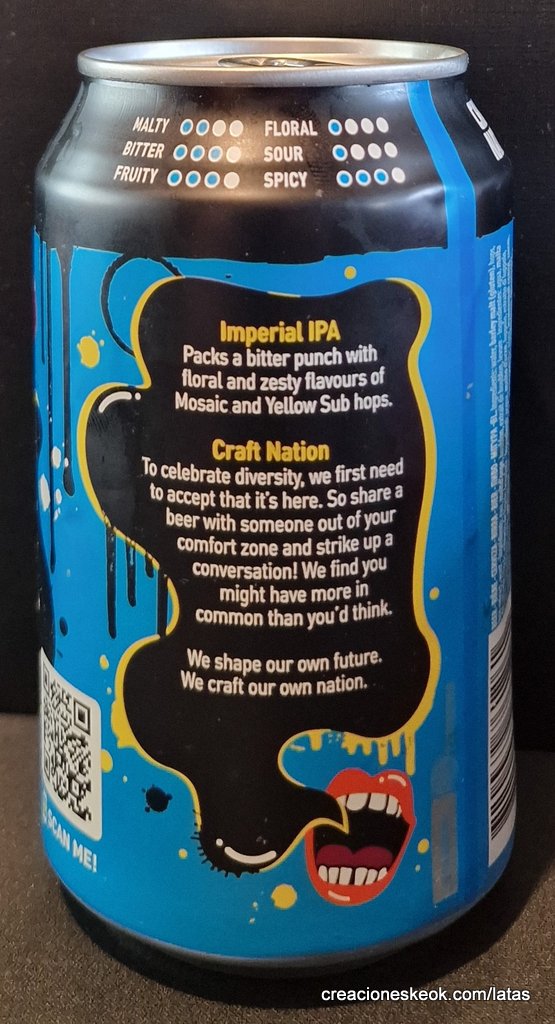 MALTY FLORAL
BITTER SOUR
FRUITY SPICY
Imperial IPA
Packs a bitter punch with
floral and zesty flavours of
Mosaic and Yellow Sub hops.
Craft Nation
To celebrate diversity, we first need
to accept that it's here. So share a
beer with someone out of your
comfort zone and strike up a
conversation! We find you
might have more in
common than you'd think.
We shape our own future.
We craft our own nation.
SCAN ME!
creacioneskeok.com/latas